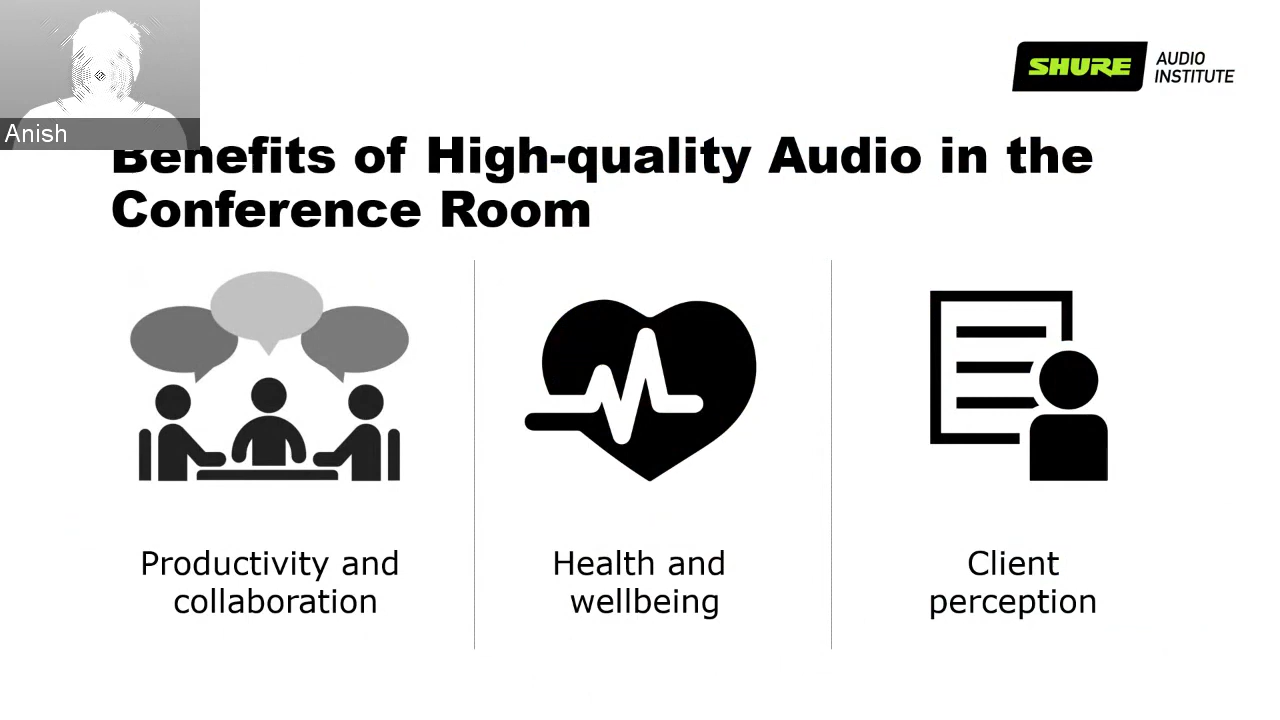 SHURE
AUDIO
INSTITUTE
Anish
Benefits of High-quality Audio in the
Conference Room
Productivity and
collaboration
Health and
wellbeing
Client
perception